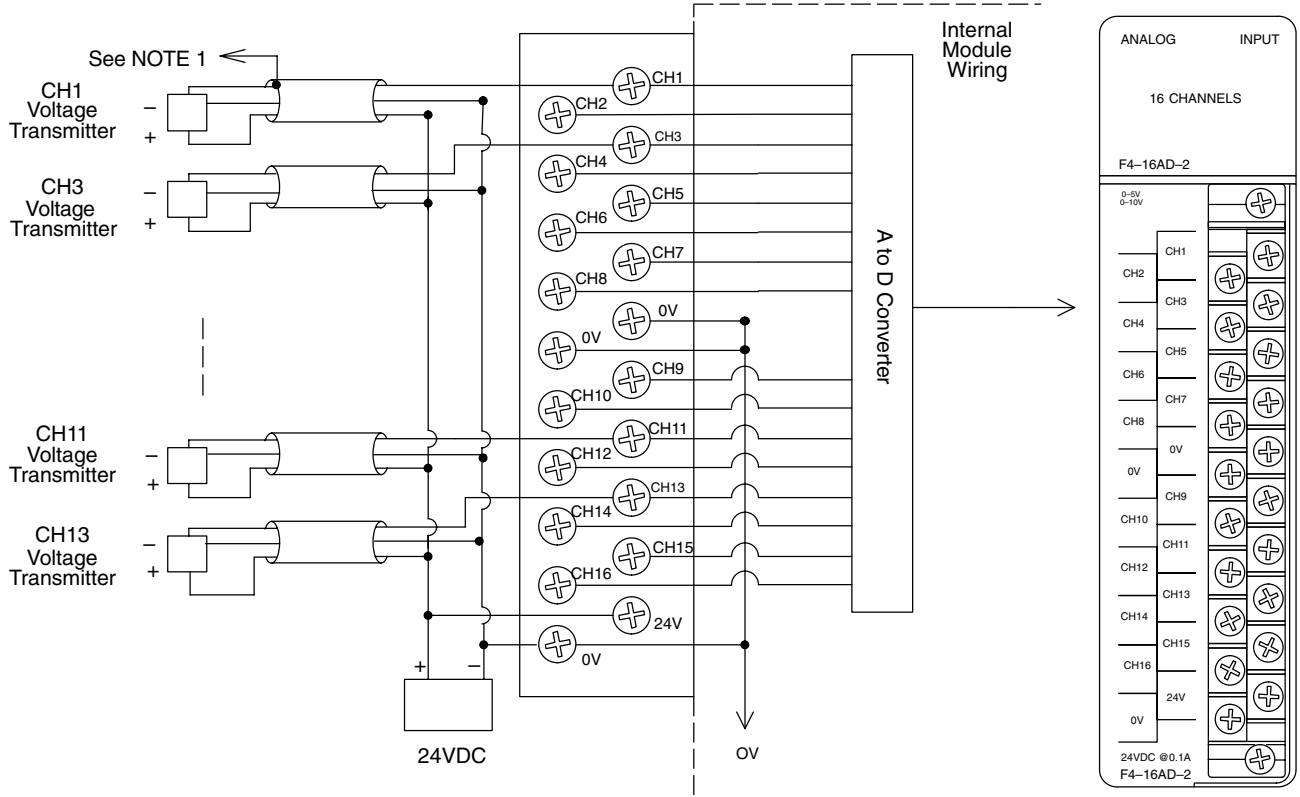 See NOTE 1
CH1
Voltage
Transmitter
–
+
CH3
Voltage
Transmitter
–
+
CH11
Voltage
Transmitter
–
+
CH13
Voltage
Transmitter
–
+
+ –
24VDC
CH1
CH2
CH3
CH4
CH5
CH6
CH7
CH8
0V
0V
CH9
CH10
CH11
CH12
CH13
CH14
CH15
CH16
24V
0V
Internal
Module
Wiring
A to D Converter
OV
ANALOG INPUT
16 CHANNELS
F4–16AD–2
0–5V
0–10V
CH1
CH2
CH3
CH4
CH5
CH6
CH7
CH8
0V
0V
CH9
CH10
CH11
CH12
CH13
CH14
CH15
CH16
24V
0V
24VDC @0.1A
F4–16AD–2